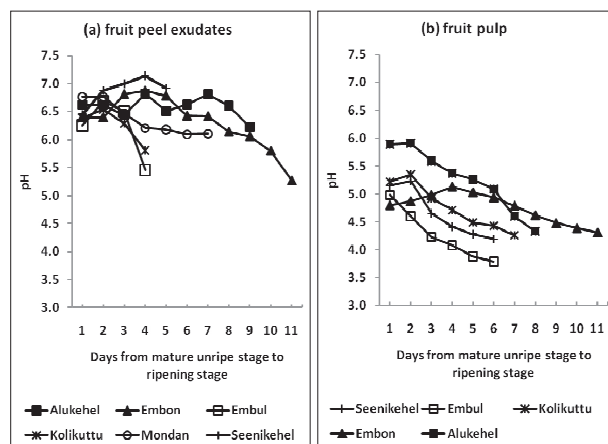 (a) fruit peel exudates
7.5
7.0
6.5
6.0
5.5
5.0
4.5
4.0
3.5
3.0
pH
1 2 3 4 5 6 7 8 9 10 11
Days from mature unripe stage to
ripening stage
Alukehel Embon Embul
Kolikuttu Mondan Seenikehel
(b) fruit pulp
7.5
7.0
6.5
6.0
5.5
5.0
4.5
4.0
3.5
3.0
pH
1 2 3 4 5 6 7 8 9 10 11
Days from mature unripe stage to
ripening stage
Seenikehel Embul Kolikuttu
Embon Alukehel